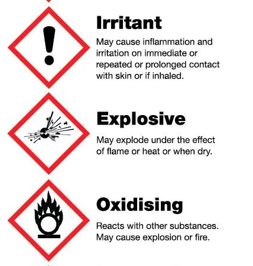 Irritant
May cause inflammation and
irritation on immediate or
repeated or prolonged contact
with skin or if inhaled.
Explosive
May explode under the effect
of flame or heat or when dry.
Oxidising
Reacts with other substances.
May cause explosion or fire.